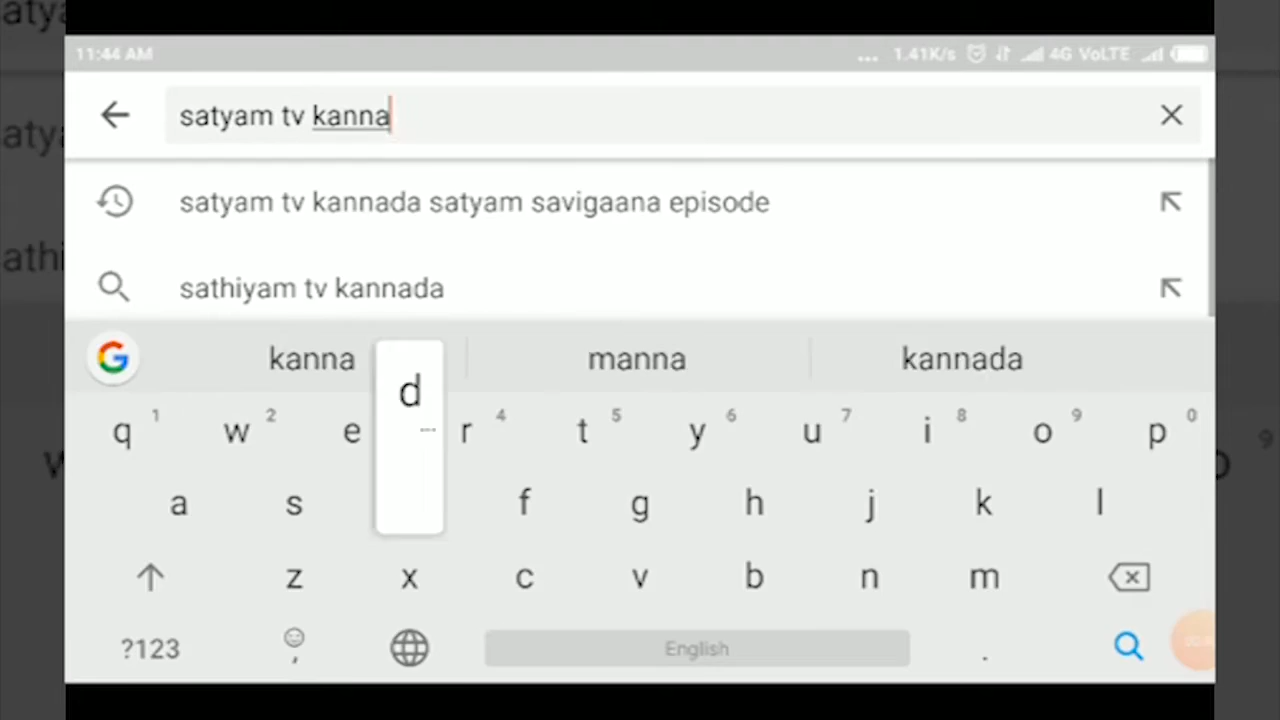 11:44 AM ... 1.41K/s 4G VoLTE
satyam tv kanna
satyam tv kannada satyam savigaana episode
sathiyam tv kannada
kanna manna kannada
d
q 1 w 2 e r 4 t 5 y 6 u 7 i 8 o 9 p 0
a s f g h j k l
z x c v b n m
?123 , English .